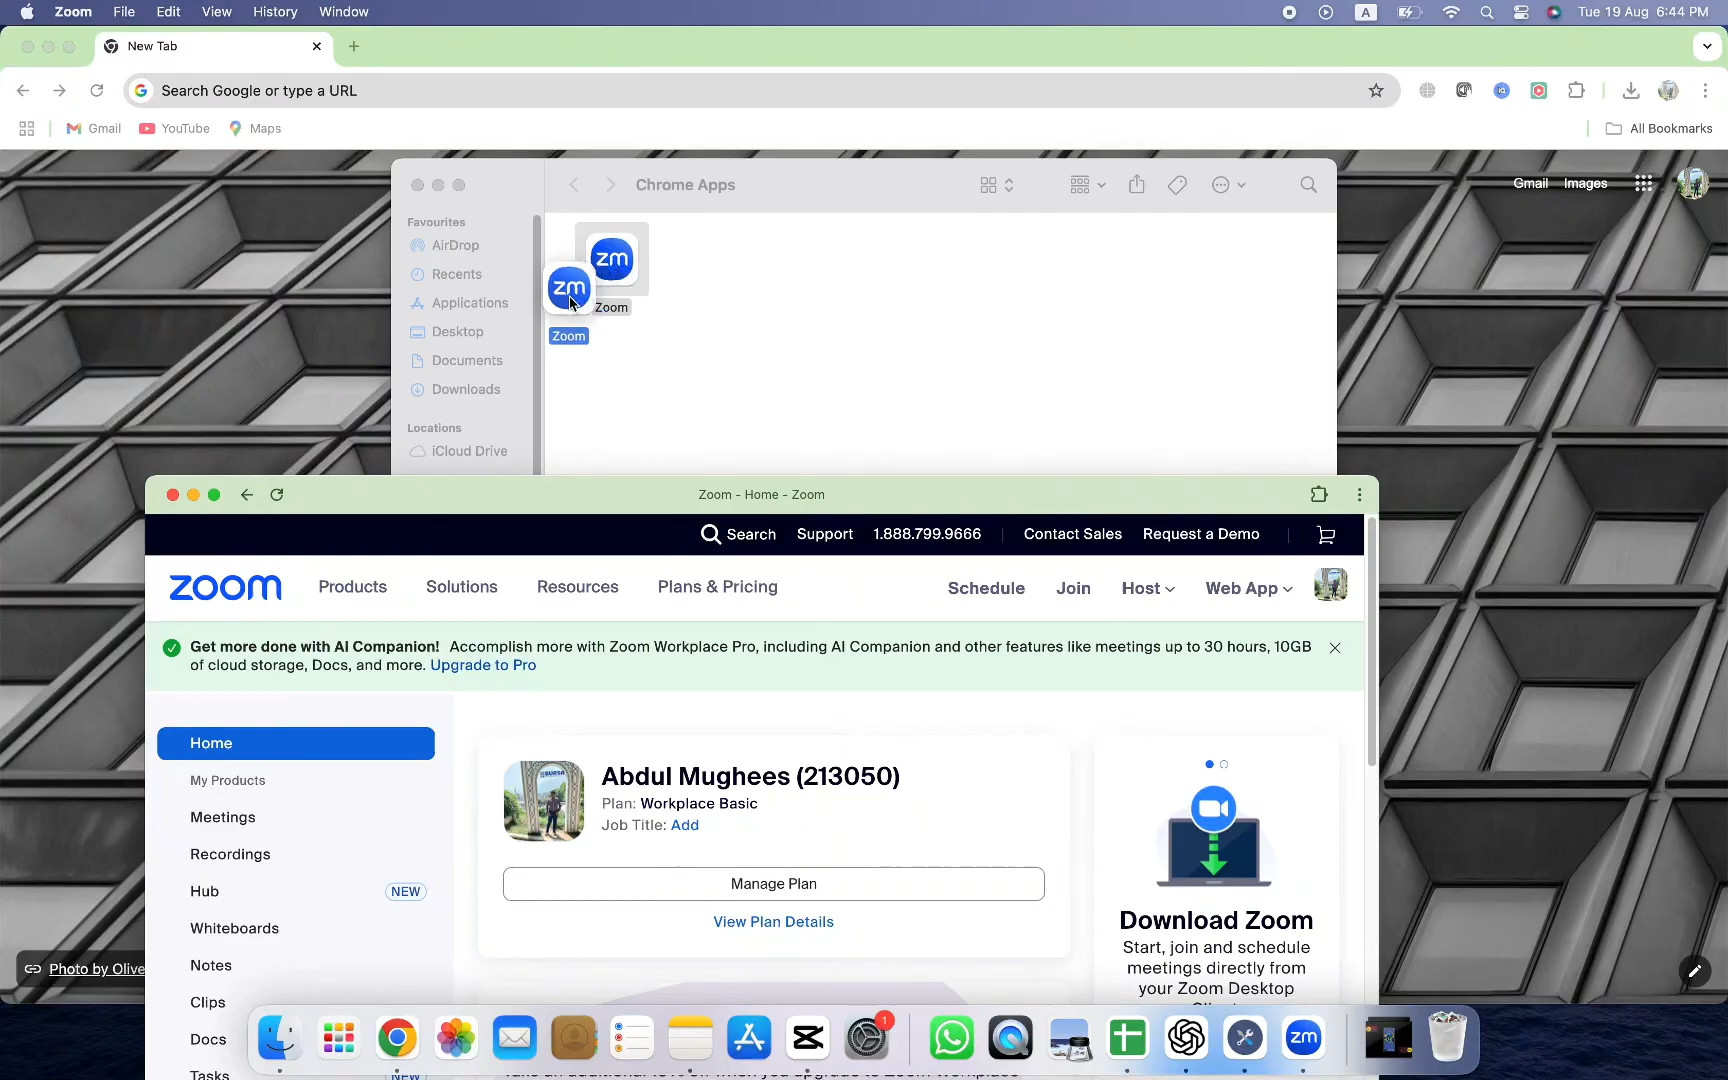 Zoom File Edit View History Window A Tue 19 Aug 6:44 PM
New Tab
Search Google or type a URL
Gmail YouTube Maps All Bookmarks
Gmail Images
Chrome Apps
Favourites
AirDrop
Recents
Applications
Desktop
Documents
Downloads
Locations
iCloud Drive
zm
Zoom
zm
Zoom
Zoom - Home - Zoom
Search Support 1.888.799.9666 Contact Sales Request a Demo
zoom Products Solutions Resources Plans & Pricing Schedule Join Host Web App
Get more done with AI Companion! Accomplish more with Zoom Workplace Pro, including AI Companion and other features like meetings up to 30 hours, 10GB
of cloud storage, Docs, and more. Upgrade to Pro
Home
My Products
Meetings
Recordings
Hub NEW
Whiteboards
Notes
Clips
Docs
Tasks NEW
BURSA
Abdul Mughees (213050)
Plan: Workplace Basic
Job Title: Add
Manage Plan
View Plan Details
Download Zoom
Start, join and schedule
meetings directly from
your Zoom Desktop
Photo by Olive
1
zm